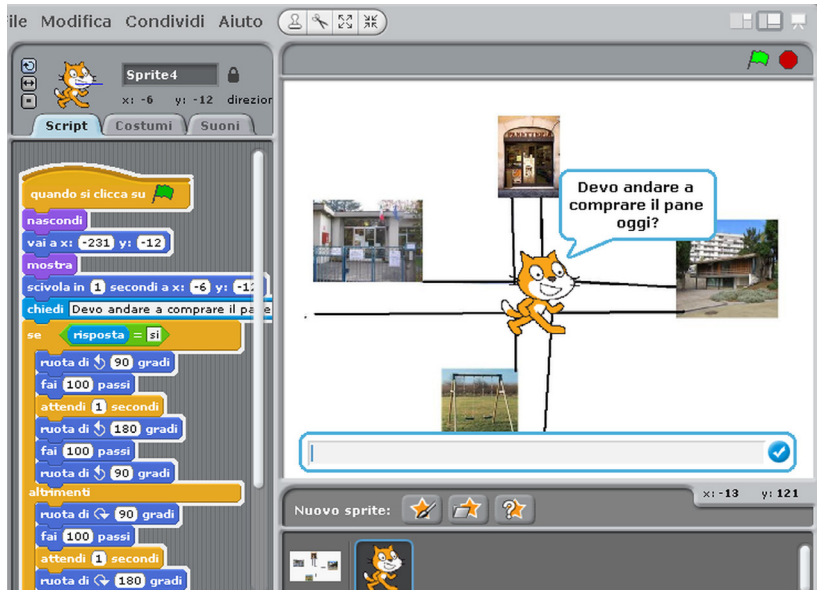 ile Modifica Condividi Aiuto
Sprite4
x: -6 y: -12 direzior
Script Costumi Suoni
quando si clicca su
nascondi
vai a x: -231 y: -12
mostra
scivola in 1 secondi a x: -6 y: -12
chiedi Devo andare a comprare il pane
se risposta = si
ruota di 90 gradi
fai 100 passi
attendi 1 secondi
ruota di 180 gradi
fai 100 passi
ruota di 90 gradi
altrimenti
ruota di 90 gradi
fai 100 passi
attendi 1 secondi
ruota di 180 gradi
PANETTERIA
Devo andare a
comprare il pane
oggi?
x: -13 y: 121
Nuovo sprite: